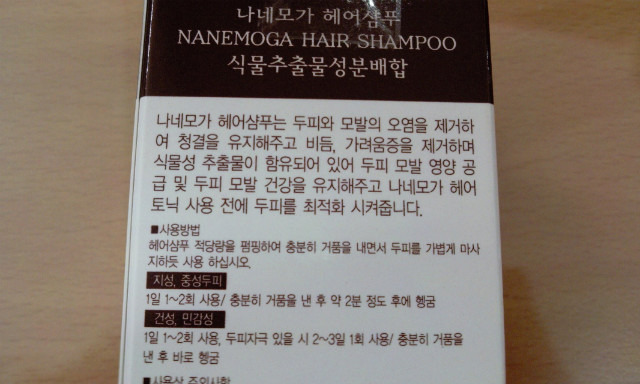 나네모가 헤어샴푸
NANEMOGA HAIR SHAMPOO
식물추출물성분배합
나네모가 헤어샴푸는 두피와 모발의 오염을 제거하
여 청결을 유지해주고 비듬, 가려움증을 제거하며
식물성 추출물이 함유되어 있어 두피 모발 영양 공
급 및 두피 모발 건강을 유지해주고 나네모가 헤어
토닉 사용 전에 두피를 최적화 시켜줍니다.
■사용방법
헤어샴푸 적당량을 펌핑하여 충분히 거품을 내면서 두피를 가볍게 마사
지하듯 사용 하십시오.
지성, 중성두피
1일 1~2회 사용/ 충분히 거품을 낸 후 약 2분 정도 후에 헹굼
건성, 민감성
1일 1~2회 사용, 두피자극 있을 시 2~3일 1회 사용/ 충분히 거품을
낸 후 바로 헹굼
■사용상 주의사항